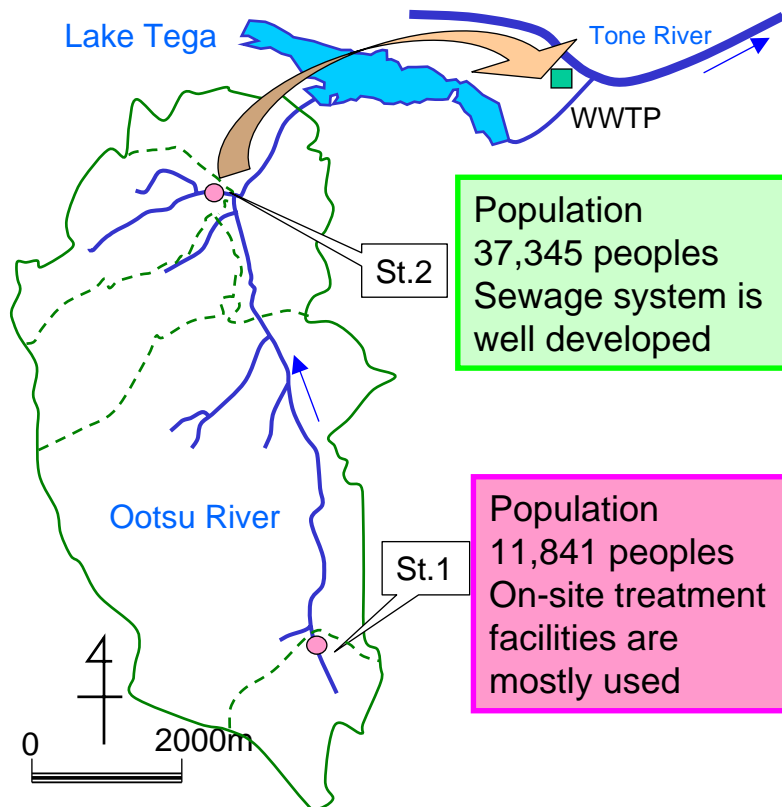 Lake Tega
Tone River
WWTP
Population
37,345 peoples
Sewage system is
well developed
St.2
Ootsu River
St.1
Population
11,841 peoples
On-site treatment
facilities are
mostly used
0
2000m